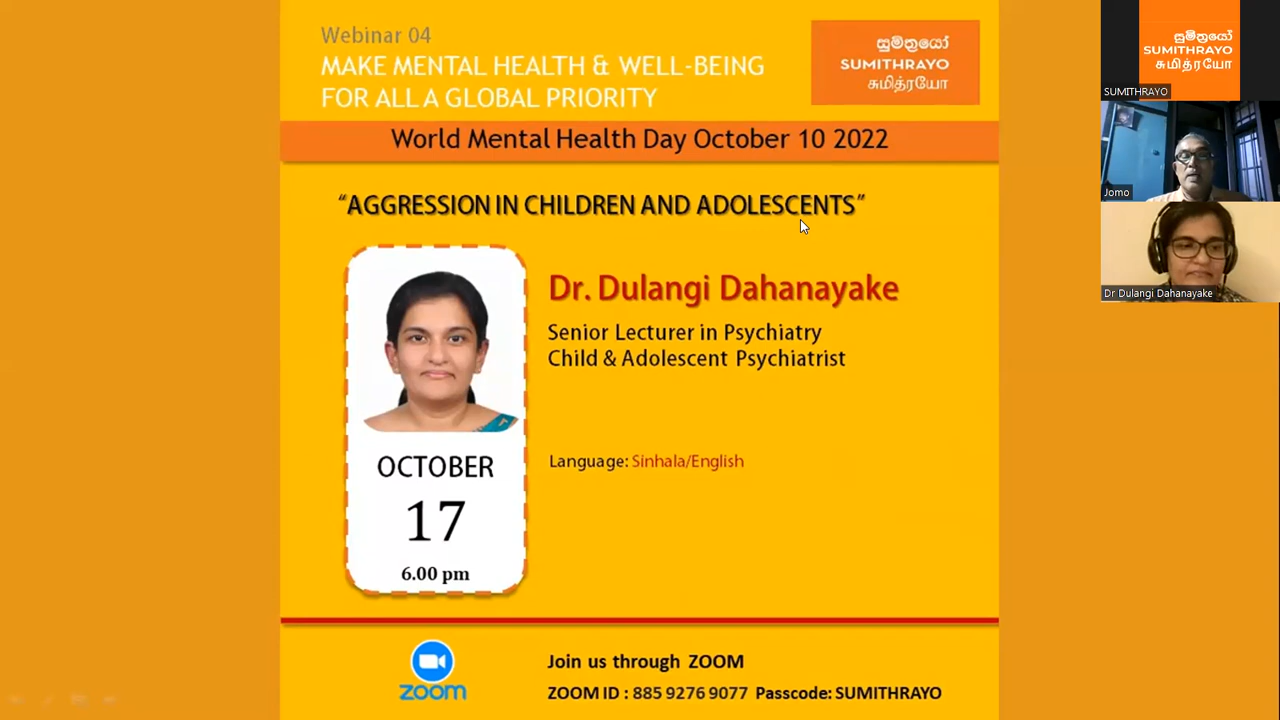 Webinar 04
MAKE MENTAL HEALTH & WELL-BEING
FOR ALL A GLOBAL PRIORITY
සුමිත්‍රයෝ
SUMITHRAYO
சுமித்ரயோ
World Mental Health Day October 10 2022
“AGGRESSION IN CHILDREN AND ADOLESCENTS”
Dr. Dulangi Dahanayake
Senior Lecturer in Psychiatry
Child & Adolescent Psychiatrist
Language: Sinhala/English
OCTOBER
17
6.00 pm
zoom
Join us through ZOOM
ZOOM ID : 885 9276 9077 Passcode: SUMITHRAYO
සුමිත්‍රයෝ
SUMITHRAYO
சுமித்ரயோ
SUMITHRAYO
Jomo
Dr Dulangi Dahanayake